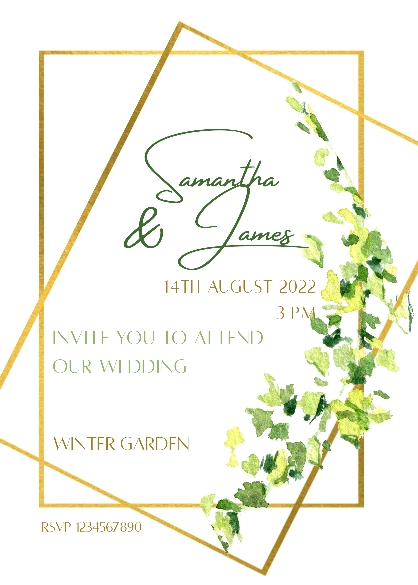 Samantha
& James
14TH AUGUST 2022
3 PM
INVITE YOU TO ATTEND
OUR WEDDING
WINTER GARDEN
RSVP 1234567890